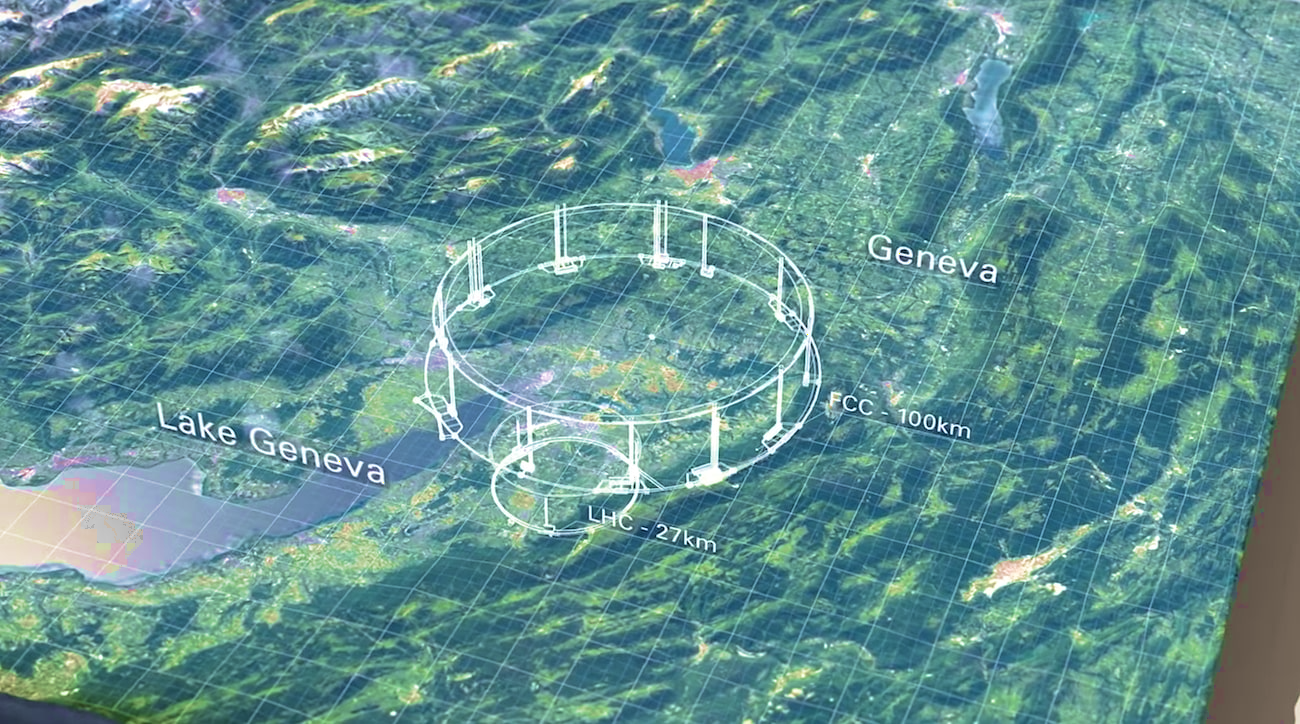 Geneva
FCC - 100km
Lake Geneva
LHC - 27km